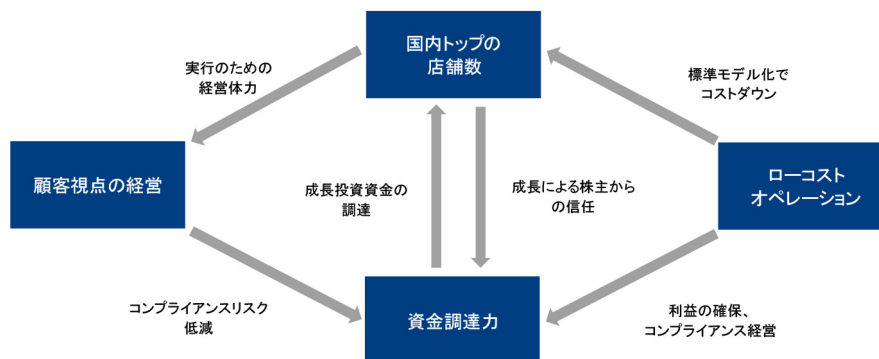 国内トップの
店舗数
実行のための
経営体力
標準モデル化で
コストダウン
顧客視点の経営
成長投資資金の
調達
成長による株主から
の信任
ローコスト
オペレーション
コンプライアンスリスク
低減
資金調達力
利益の確保、
コンプライアンス経営